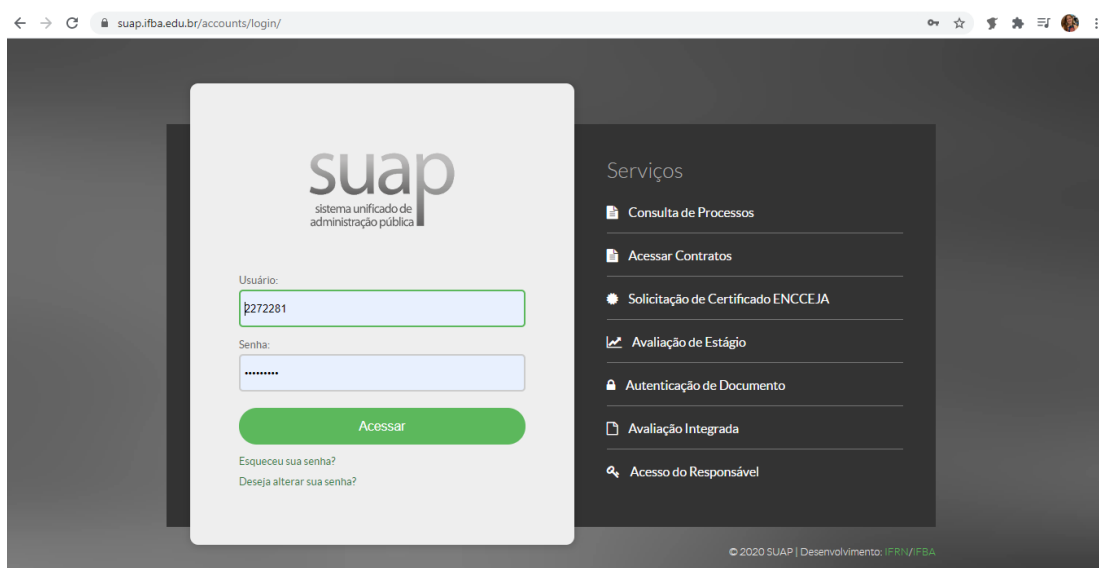 suap.ifba.edu.br/accounts/login/
suap
sistema unificado de
administração pública
Usuário:
2272281
Senha:
•••••••••
Acessar
Esqueceu sua senha?
Deseja alterar sua senha?
Serviços
Consulta de Processos
Acessar Contratos
Solicitação de Certificado ENCCEJA
Avaliação de Estágio
Autenticação de Documento
Avaliação Integrada
Acesso do Responsável
© 2020 SUAP | Desenvolvimento: IFRN/IFBA